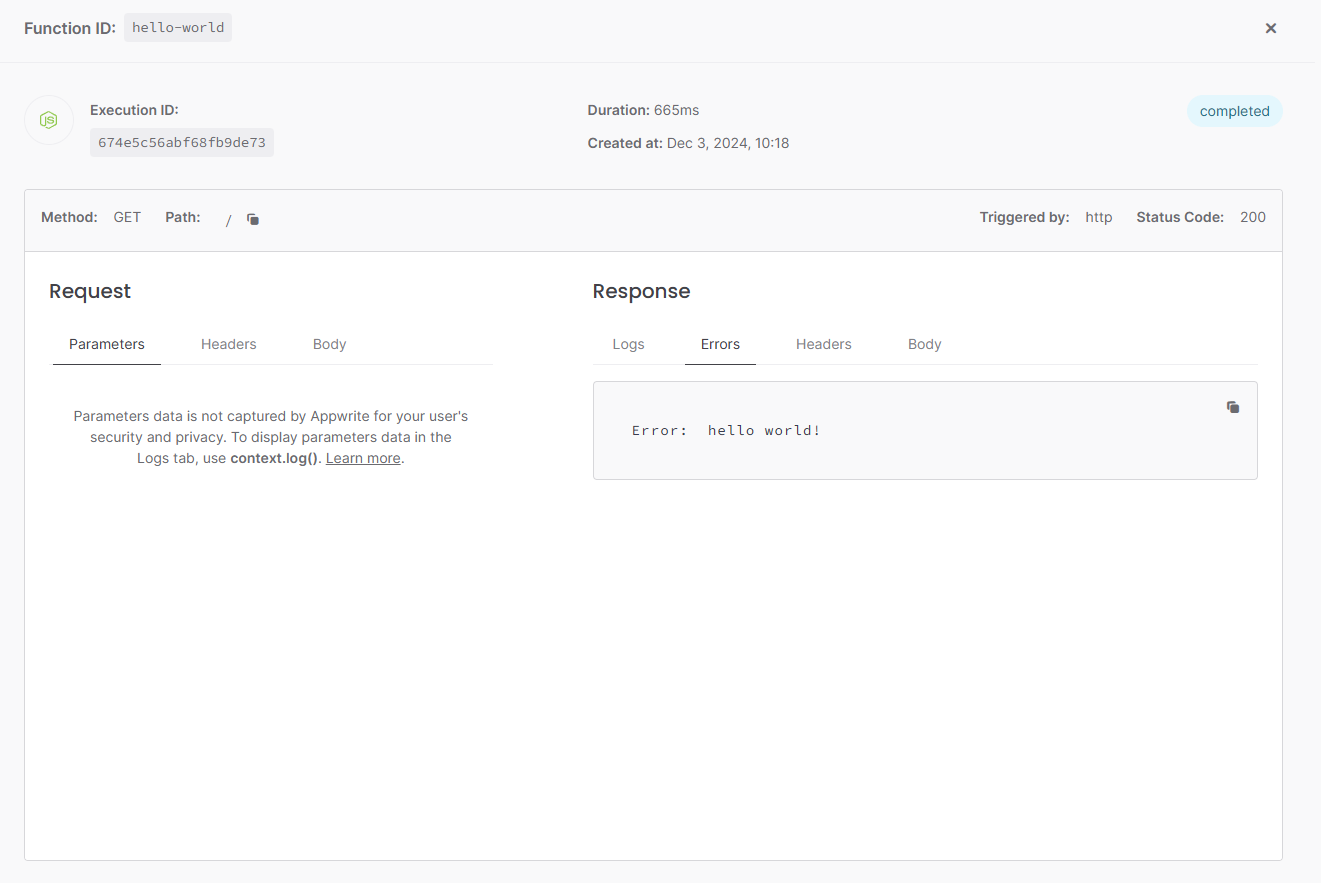 Function ID: hello-world
JS
Execution ID:
674e5c56abf68fb9de73
Duration: 665ms
Created at: Dec 3, 2024, 10:18
completed
Method: GET Path: / Triggered by: http Status Code: 200
Request
Parameters Headers Body
Parameters data is not captured by Appwrite for your user's
security and privacy. To display parameters data in the
Logs tab, use context.log(). Learn more.
Response
Logs Errors Headers Body
Error:  hello world!